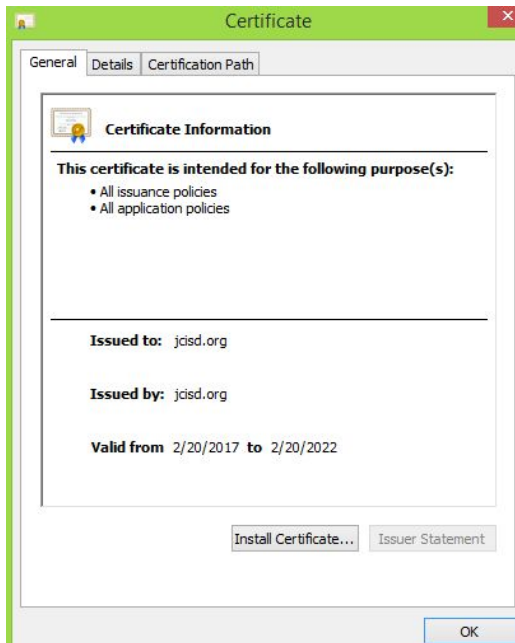 Certificate
General Details Certification Path
Certificate Information
This certificate is intended for the following purpose(s):
• All issuance policies
• All application policies
Issued to: jcisd.org
Issued by: jcisd.org
Valid from 2/20/2017 to 2/20/2022
Install Certificate... Issuer Statement
OK